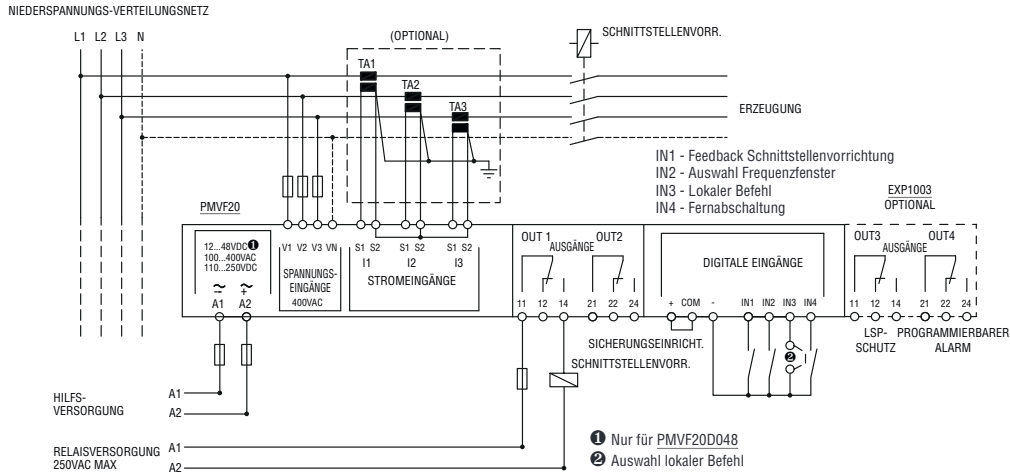 NIEDERSPANNUNGS-VERTEILUNGSNETZ
L1 L2 L3 N
(OPTIONAL)
SCHNITTSTELLENVORR.
TA1
TA2
TA3
ERZEUGUNG
IN1 - Feedback Schnittstellenvorrichtung
IN2 - Auswahl Frequenzfenster
IN3 - Lokaler Befehl
IN4 - Fernabschaltung
EXP1003
OPTIONAL
PMVF20
12...48VDC❶
100...400VAC
110...250VDC
~ ~
- +
A1 A2
V1 V2 V3 VN
SPANNUNGS-
EINGÄNGE
400VAC
S1 S2 S1 S2 S1 S2
I1 I2 I3
STROMEINGÄNGE
OUT 1 OUT2
AUSGÄNGE
11 12 14 21 22 24
DIGITALE EINGÄNGE
+ COM - IN1 IN2 IN3 IN4
OUT3 OUT4
AUSGÄNGE
11 12 14 21 22 24
LSP-
SCHUTZ
PROGRAMMIERBARER
ALARM
SICHERUNGSEINRICHT.
SCHNITTSTELLENVORR.
❷
HILFS-
VERSORGUNG
A1
A2
RELAISVERSORGUNG
250VAC MAX
A1
A2
❶ Nur für PMVF20D048
❷ Auswahl lokaler Befehl